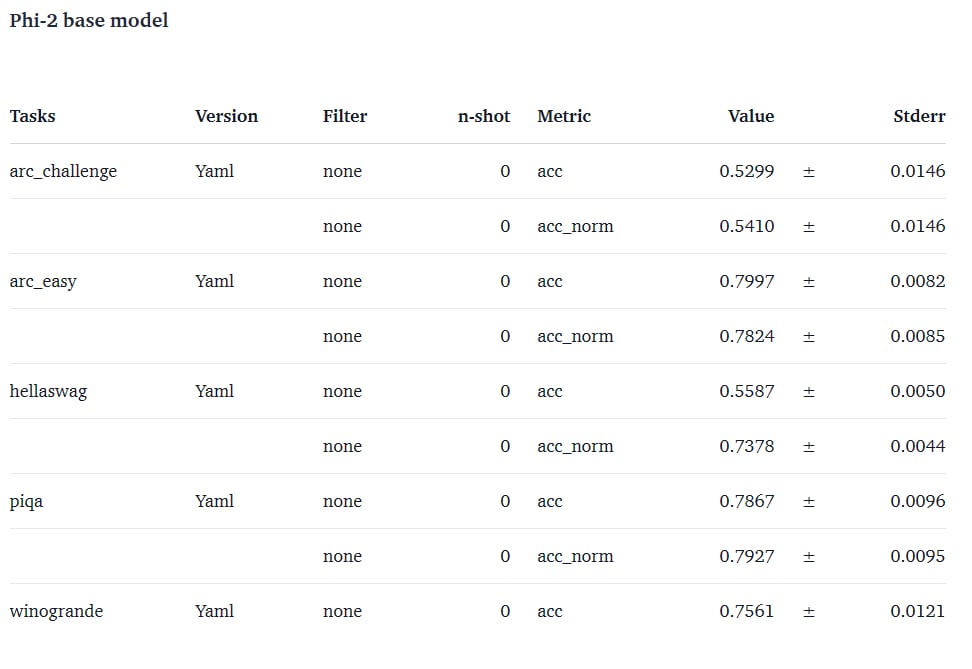 Phi-2 base model
Tasks Version Filter n-shot Metric Value Stderr
arc_challenge Yaml none 0 acc 0.5299 ± 0.0146
none 0 acc_norm 0.5410 ± 0.0146
arc_easy Yaml none 0 acc 0.7997 ± 0.0082
none 0 acc_norm 0.7824 ± 0.0085
hellaswag Yaml none 0 acc 0.5587 ± 0.0050
none 0 acc_norm 0.7378 ± 0.0044
piqa Yaml none 0 acc 0.7867 ± 0.0096
none 0 acc_norm 0.7927 ± 0.0095
winogrande Yaml none 0 acc 0.7561 ± 0.0121